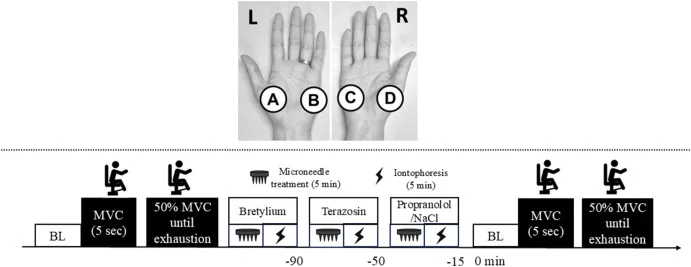 L
R
A
B
C
D
Microneedle
treatment (5 min)
Iontophoresis
(5 min)
BL
MVC
(5 sec)
50% MVC
until
exhaustion
Bretylium
Terazosin
Propranolol
/NaCl
BL
MVC
(5 sec)
50% MVC
until
exhaustion
-90
-50
-15
0 min